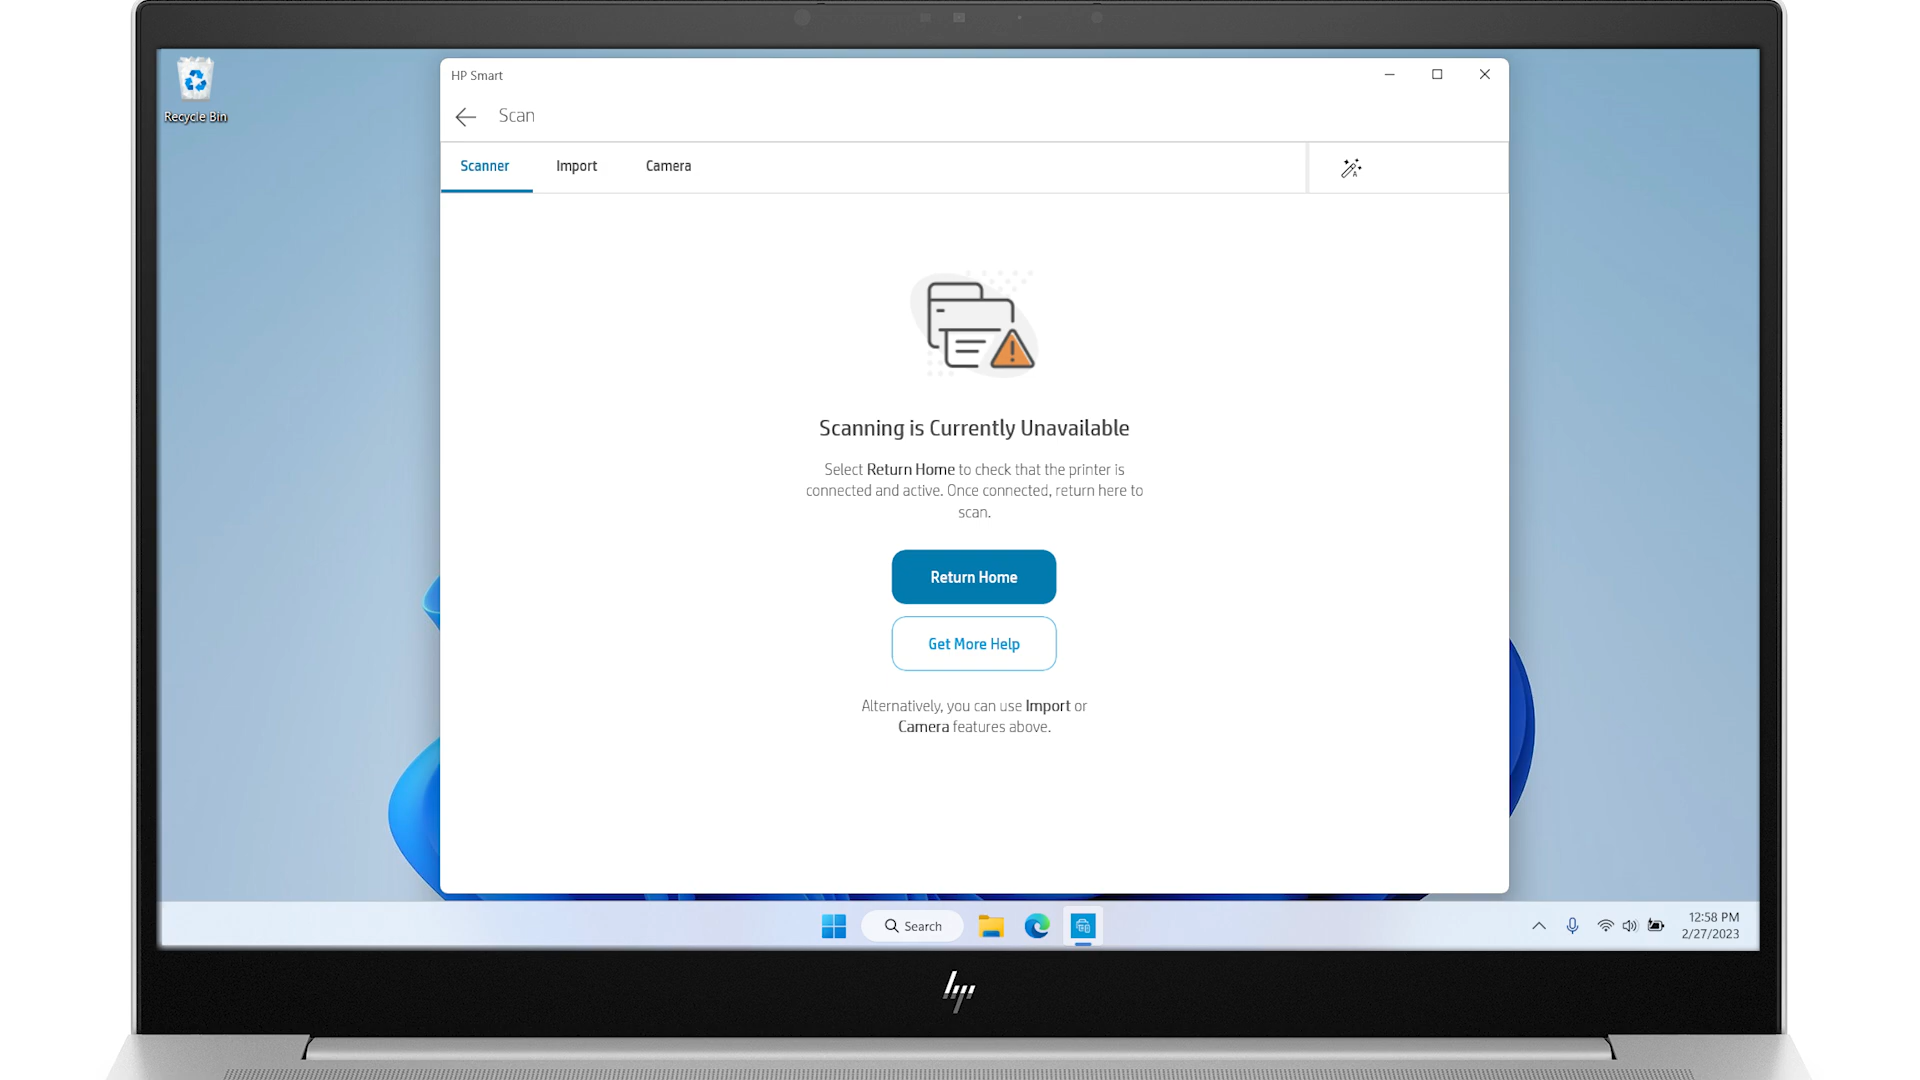 Recycle Bin
HP Smart
Scan
Scanner
Import
Camera
Scanning is Currently Unavailable
Select Return Home to check that the printer is
connected and active. Once connected, return here to
scan.
Return Home
Get More Help
Alternatively, you can use Import or
Camera features above.
Search
12:58 PM
2/27/2023
hp